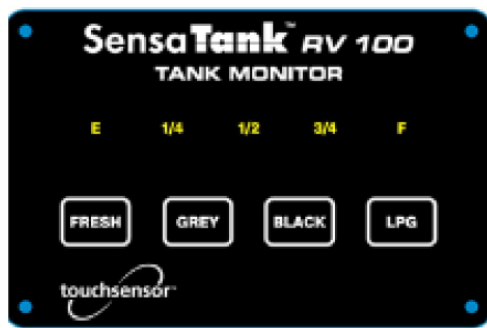 SensaTank™ RV 100
TANK MONITOR
E 1/4 1/2 3/4 F
FRESH GREY BLACK LPG
touchsensor